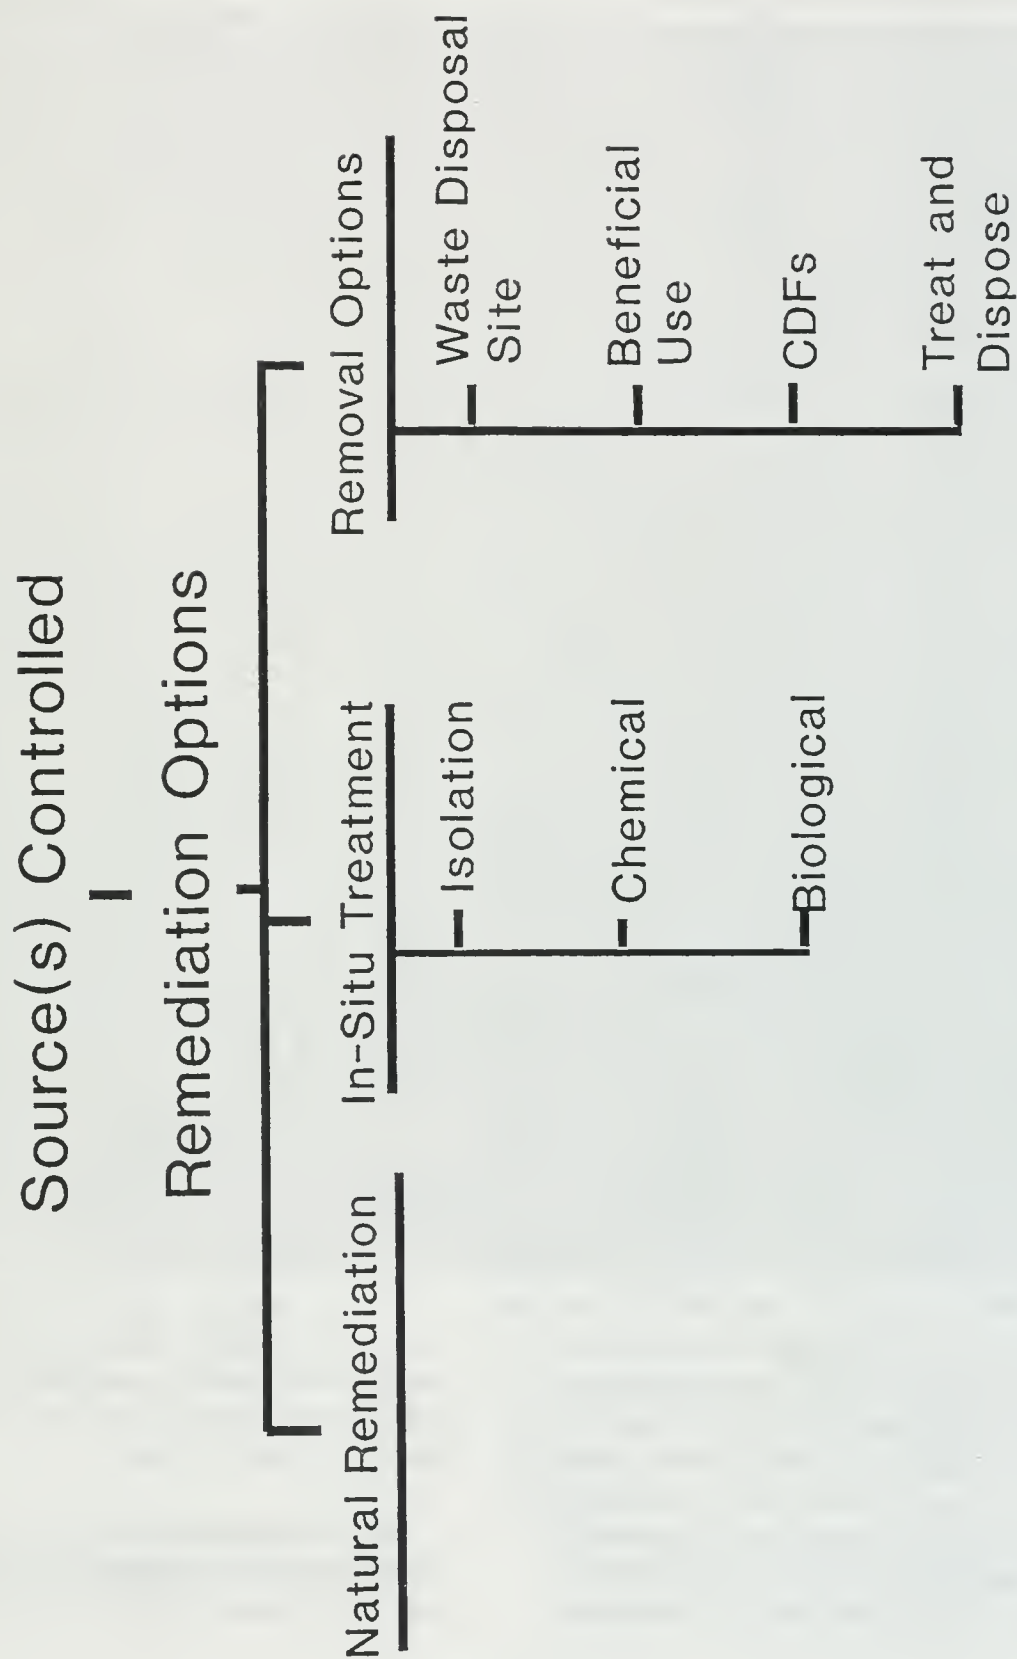 Source(s) Controlled
Remediation Options
Natural Remediation
In-Situ Treatment
Isolation
Chemical
Biological
Removal Options
Waste Disposal
Site
Beneficial
Use
CDFs
Treat and
Dispose